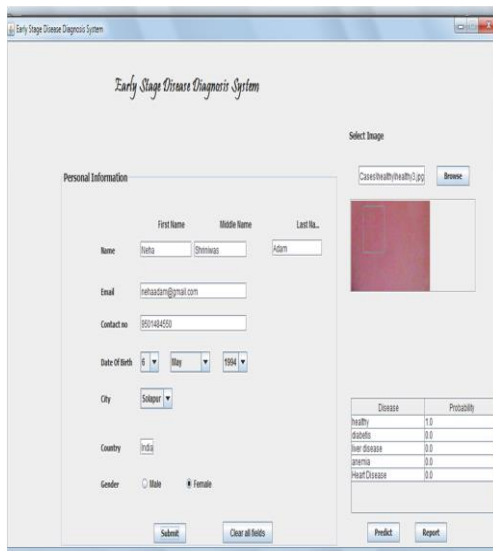 Early Stage Disease Diagnosis System
Early Stage Disease Diagnosis System
Select Image
Cases\healthy\healthy3.jpg Browse
Personal Information
First Name Middle Name Last Na...
Name Neha Shriniwas Adam
Email nehaadam@gmail.com
Contact no 9501484550
Date Of Birth 6 May 1994
City Solapur
Country India
Gender Male Female
Submit Clear all fields
Disease Probability
healthy 1.0
diabetis 0.0
liver disease 0.0
anemia 0.0
Heart Disease 0.0
Predict Report